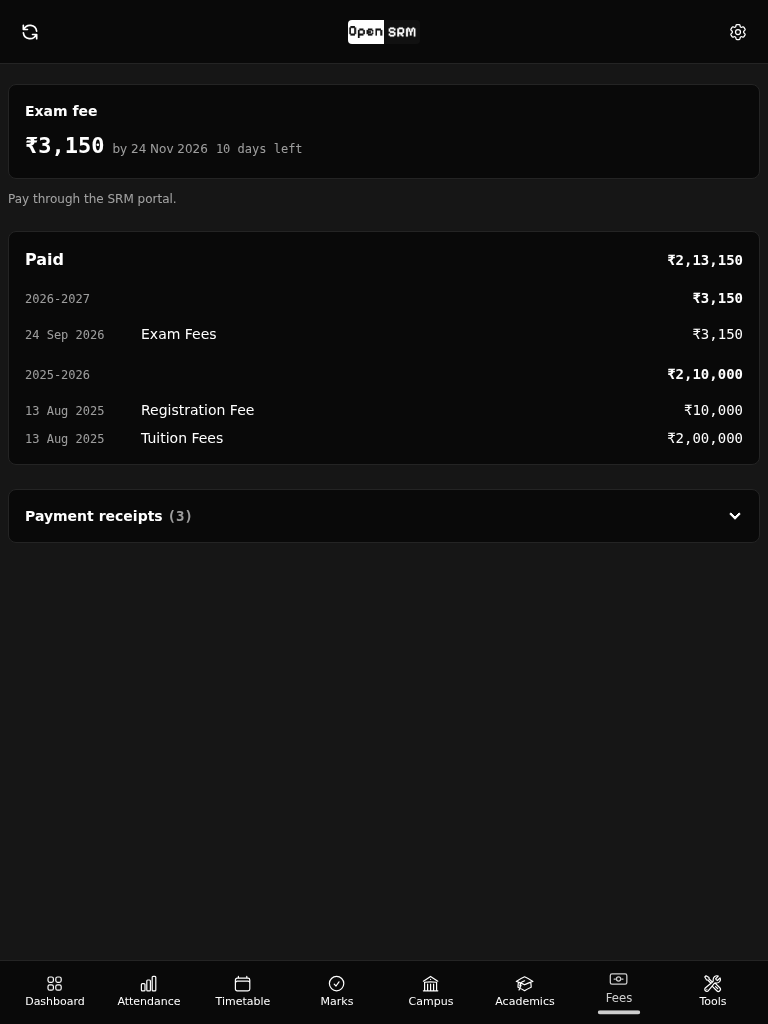 Open SRM
Exam fee
₹3,150 by 24 Nov 2026 10 days left
Pay through the SRM portal.
Paid ₹2,13,150
2026-2027 ₹3,150
24 Sep 2026 Exam Fees ₹3,150
2025-2026 ₹2,10,000
13 Aug 2025 Registration Fee ₹10,000
13 Aug 2025 Tuition Fees ₹2,00,000
Payment receipts (3)
Dashboard Attendance Timetable Marks Campus Academics Fees Tools